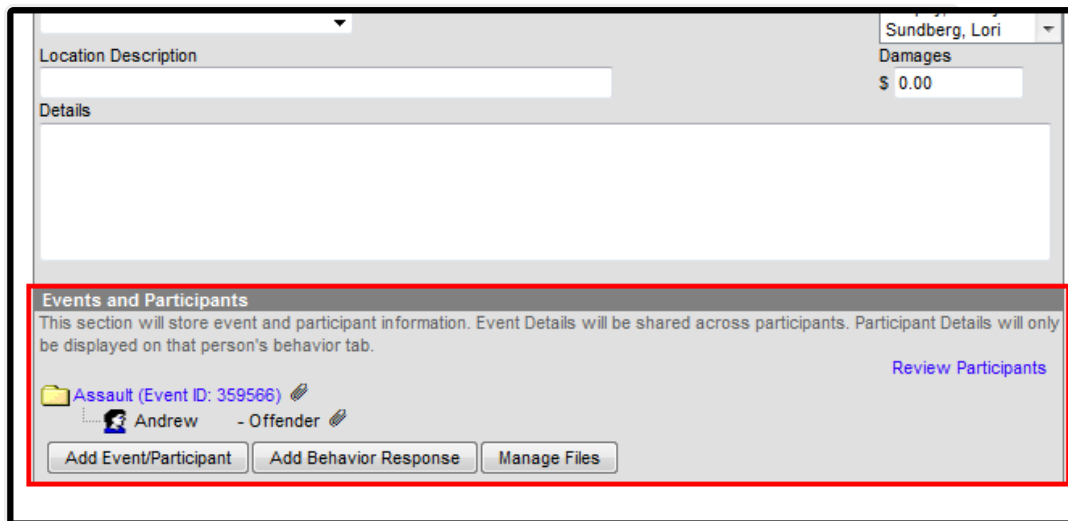 Sundberg, Lori
Location Description
Damages
$ 0.00
Details
Events and Participants
This section will store event and participant information. Event Details will be shared across participants. Participant Details will only
be displayed on that person's behavior tab.
Review Participants
Assault (Event ID: 359566)
Andrew - Offender
Add Event/Participant Add Behavior Response Manage Files